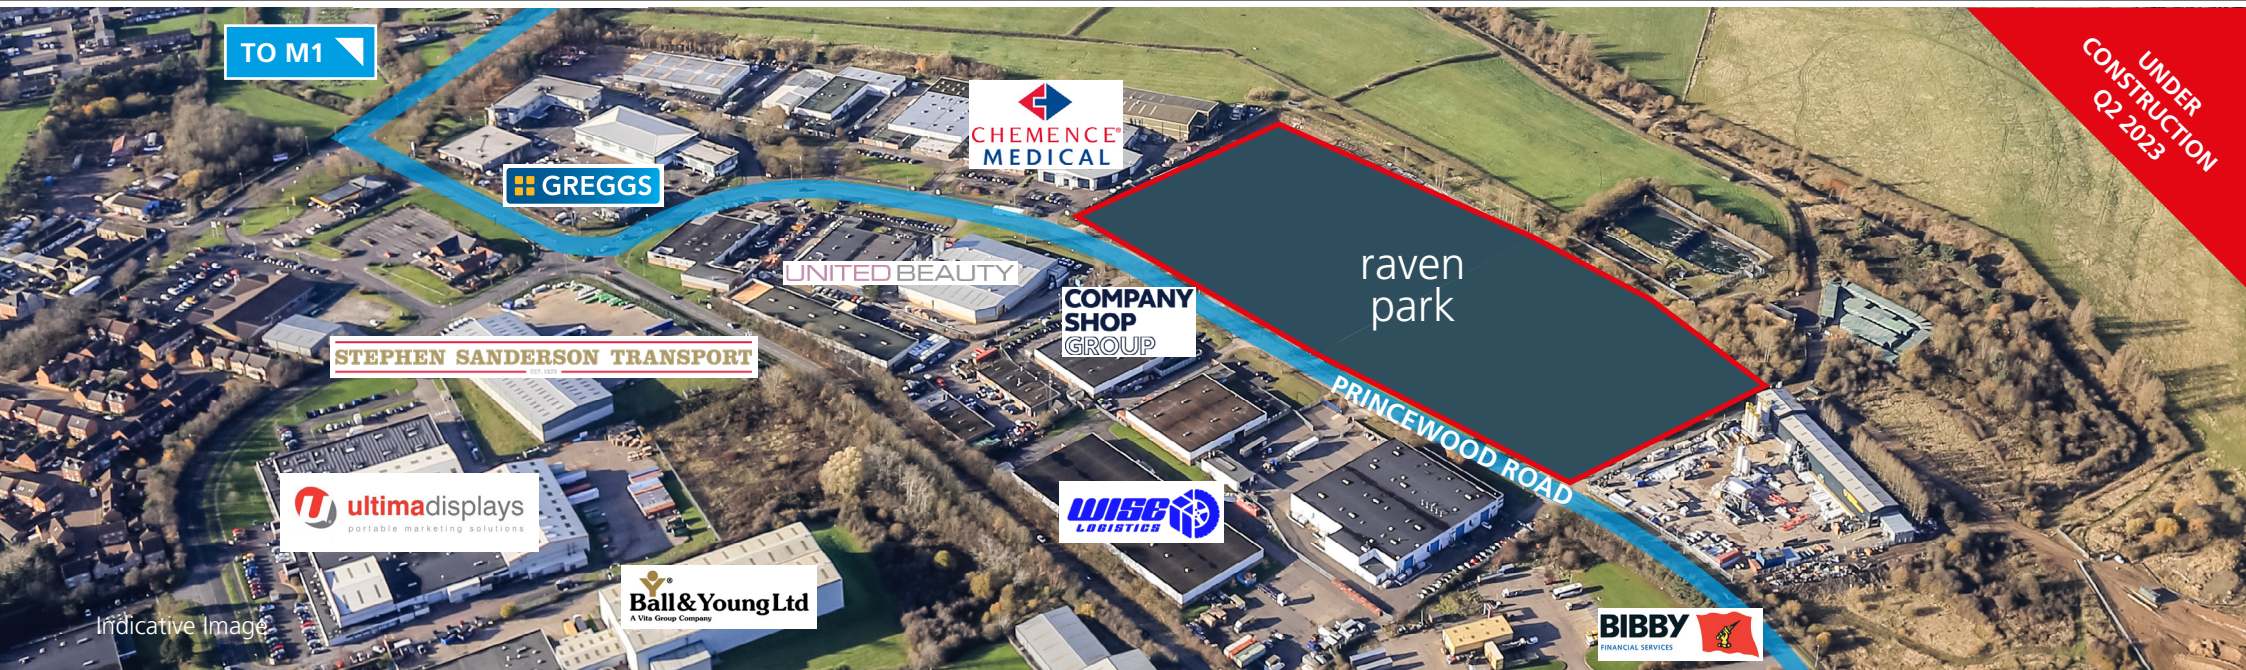 TO M1
UNDER
CONSTRUCTION
Q2 2023
CHEMENCE®
MEDICAL
GREGGS
raven
park
UNITED BEAUTY
COMPANY
SHOP
GROUP
STEPHEN SANDERSON TRANSPORT
EST. 1925
PRINCEWOOD ROAD
ultimadisplays
portable marketing solutions
WISE
LOGISTICS
Ball & Young Ltd
A Vita Group Company
®
Indicative Image
BIBBY
FINANCIAL SERVICES